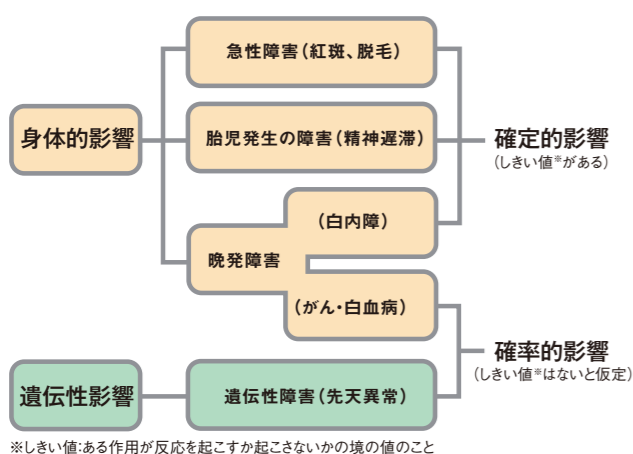 急性障害(紅斑、脱毛)
身体的影響
胎児発生の障害(精神遅滞)
確定的影響
(しきい値※がある)
(白内障)
晩発障害
(がん・白血病)
確率的影響
(しきい値※はないと仮定)
遺伝性影響
遺伝性障害(先天異常)
※しきい値:ある作用が反応を起こすか起こさないかの境の値のこと